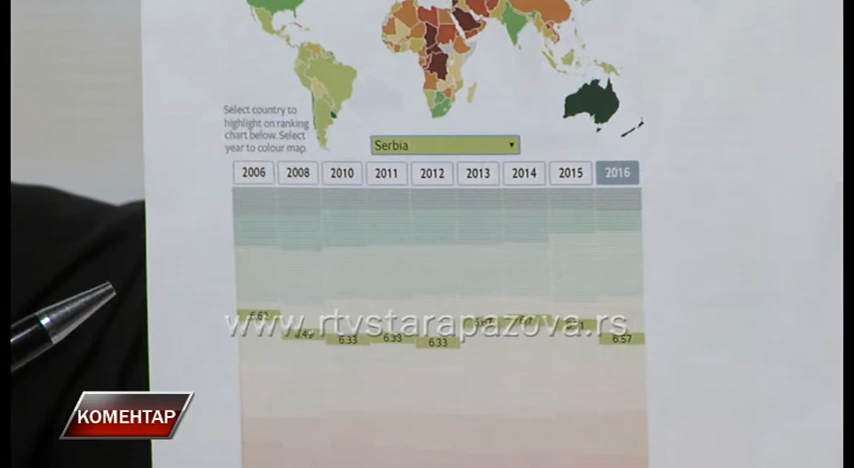 Select country to
highlight on ranking
chart below. Select
year to colour map.
Serbia
2006 2008 2010 2011 2012 2013 2014 2015 2016
6.62
6.33 6.33 6.33 6.57
www.rtvstarapazova.rs
КОМЕНТАР